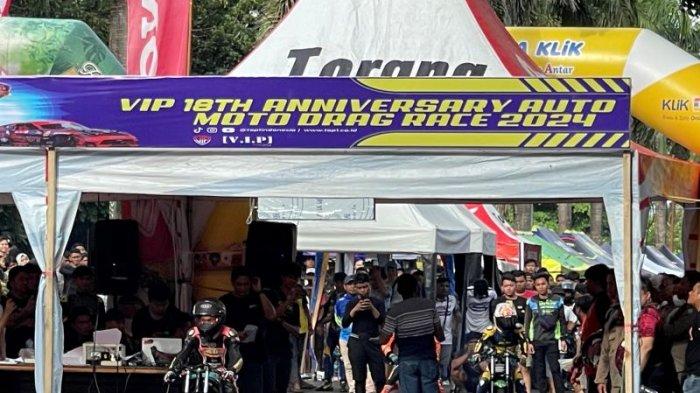 A KLiK
Antar
Torang
KLiK
VIP 18TH ANNIVERSARY AUTO
MOTO DRAG RACE 2024
[V.I.P]